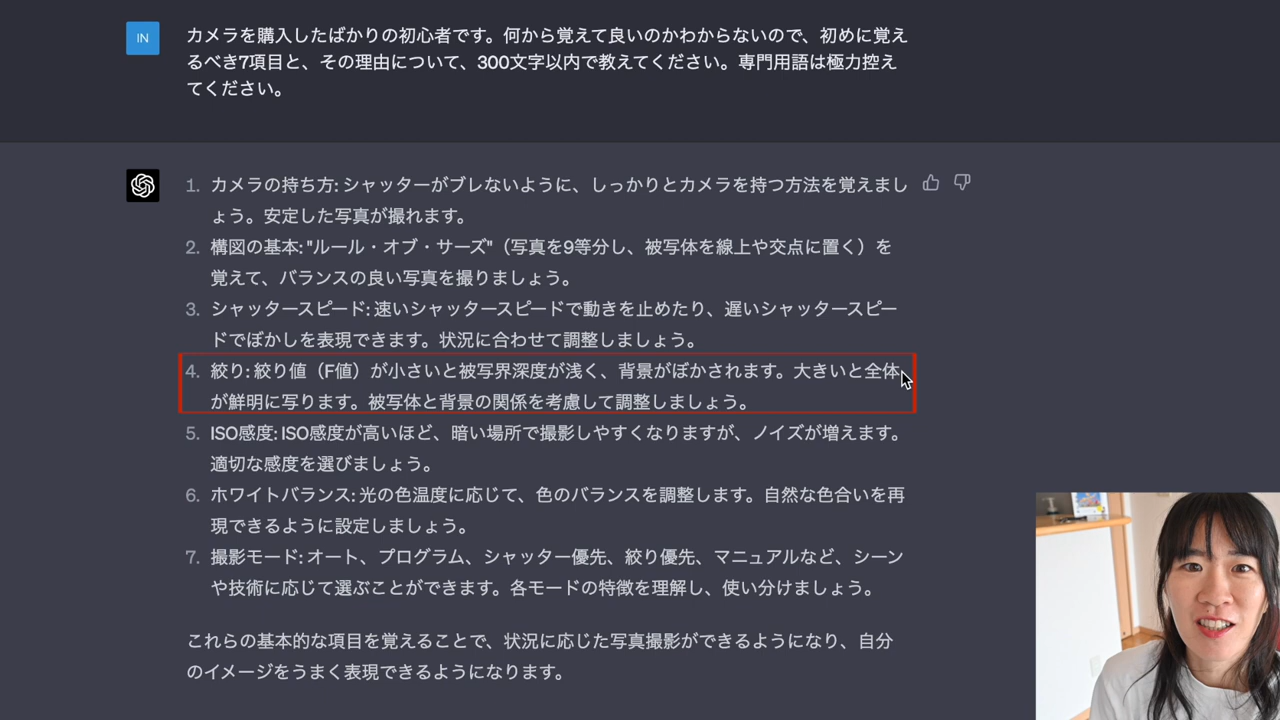 IN
カメラを購入したばかりの初心者です。何から覚えて良いのかわからないので、初めに覚え
るべき7項目と、その理由について、300文字以内で教えてください。専門用語は極力控え
てください。
1. カメラの持ち方: シャッターがブレないように、しっかりとカメラを持つ方法を覚えまし
ょう。安定した写真が撮れます。
2. 構図の基本: "ルール・オブ・サーズ"（写真を9等分し、被写体を線上や交点に置く）を
覚えて、バランスの良い写真を撮りましょう。
3. シャッタースピード: 速いシャッタースピードで動きを止めたり、遅いシャッタースピー
ドでぼかしを表現できます。状況に合わせて調整しましょう。
4. 絞り: 絞り値（F値）が小さいと被写界深度が浅く、背景がぼかされます。大きいと全体
が鮮明に写ります。被写体と背景の関係を考慮して調整しましょう。
5. ISO感度: ISO感度が高いほど、暗い場所で撮影しやすくなりますが、ノイズが増えます。
適切な感度を選びましょう。
6. ホワイトバランス: 光の色温度に応じて、色のバランスを調整します。自然な色合いを再
現できるように設定しましょう。
7. 撮影モード: オート、プログラム、シャッター優先、絞り優先、マニュアルなど、シーン
や技術に応じて選ぶことができます。各モードの特徴を理解し、使い分けましょう。
これらの基本的な項目を覚えることで、状況に応じた写真撮影ができるようになり、自分
のイメージをうまく表現できるようになります。